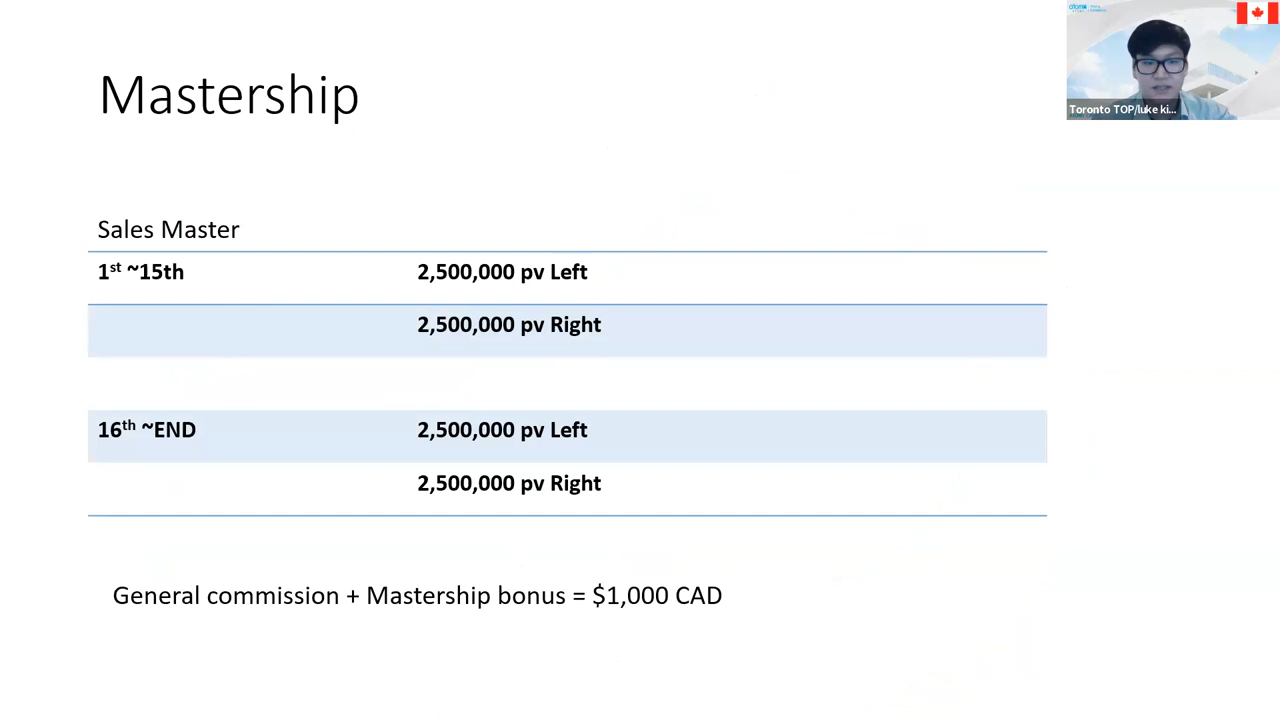 Mastership
Sales Master
1st ~15th 2,500,000 pv Left
2,500,000 pv Right
16th ~END 2,500,000 pv Left
2,500,000 pv Right
General commission + Mastership bonus = $1,000 CAD
Toronto TOP/luke ki...